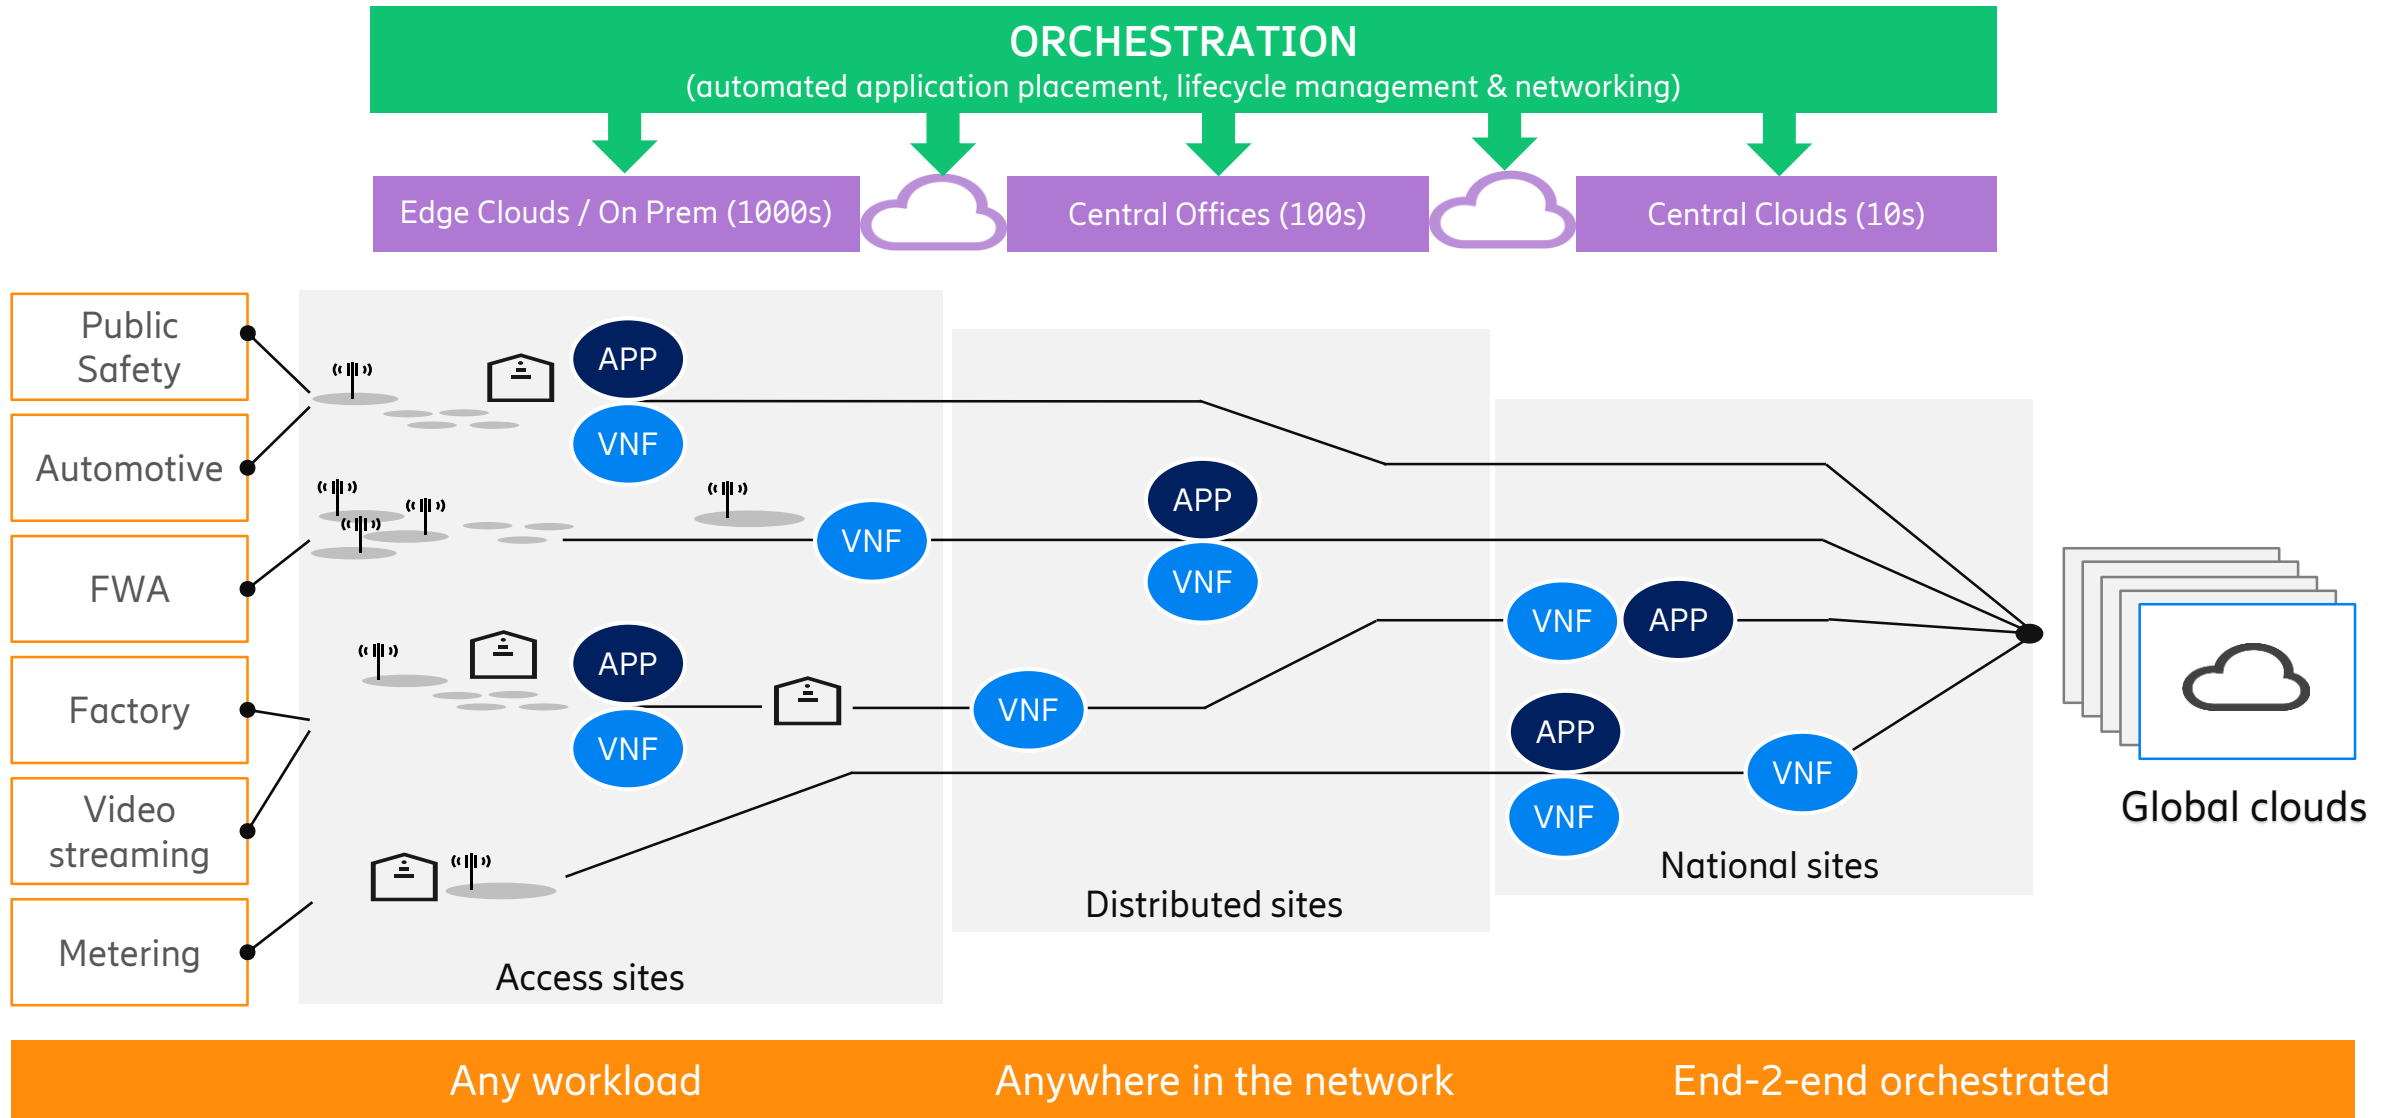 ORCHESTRATION
(automated application placement, lifecycle management & networking)
Edge Clouds / On Prem (1000s)
Central Offices (100s)
Central Clouds (10s)
Public
Safety
Automotive
FWA
Factory
Video
streaming
Metering
APP
VNF
VNF
APP
VNF
APP
VNF
VNF
VNF
APP
APP
VNF
VNF
Access sites
Distributed sites
National sites
Global clouds
Any workload
Anywhere in the network
End-2-end orchestrated